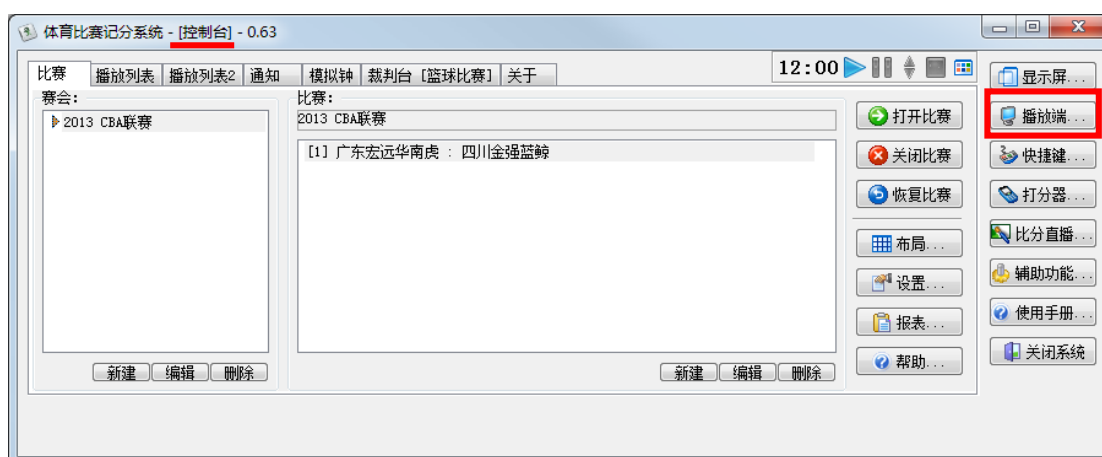 体育比赛记分系统 - [控制台] - 0.63
比赛 播放列表 播放列表2 通知 模拟钟 裁判台 [篮球比赛] 关于 12:00
显示屏...
赛会: 比赛:
2013 CBA联赛 2013 CBA联赛 打开比赛 播放端...
[1] 广东宏远华南虎 : 四川金强蓝鲸 关闭比赛 快捷键...
恢复比赛 打分器...
布局... 比分直播...
设置... 辅助功能...
报表... 使用手册...
新建 编辑 删除 新建 编辑 删除 帮助... 关闭系统